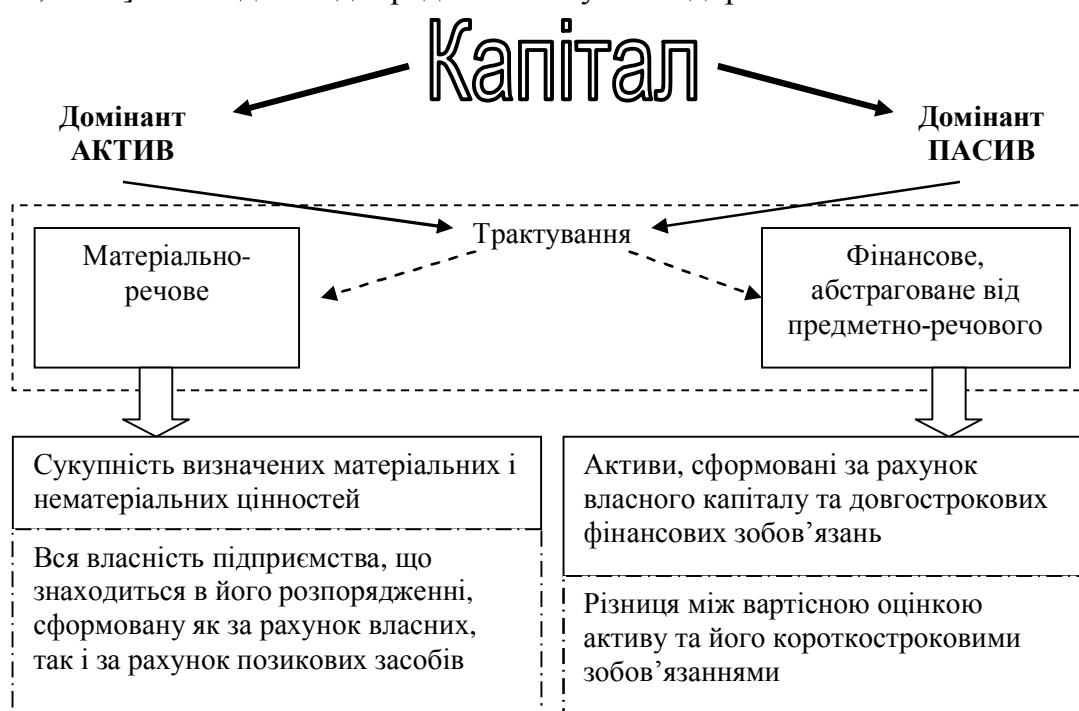 Капітал
Домінант
АКТИВ
Домінант
ПАСИВ
Трактування
Матеріально-
речове
Фінансове,
абстраговане від
предметно-речового
Сукупність визначених матеріальних і
нематеріальних цінностей
Вся власність підприємства, що
знаходиться в його розпорядженні,
сформовану як за рахунок власних,
так і за рахунок позикових засобів
Активи, сформовані за рахунок
власного капіталу та довгострокових
фінансових зобов’язань
Різниця між вартісною оцінкою
активу та його короткостроковими
зобов’язаннями